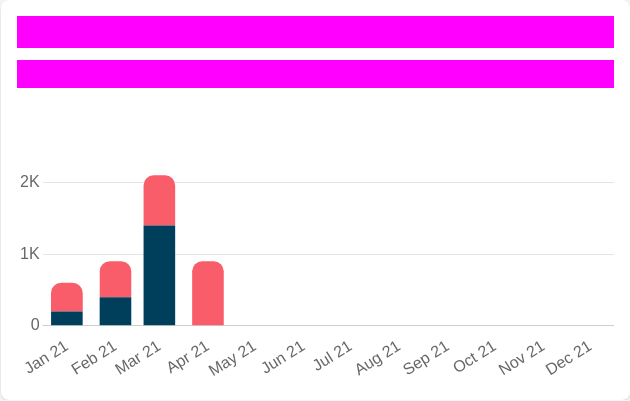 2K
1K
0
Jan 21
Feb 21
Mar 21
Apr 21
May 21
Jun 21
Jul 21
Aug 21
Sep 21
Oct 21
Nov 21
Dec 21